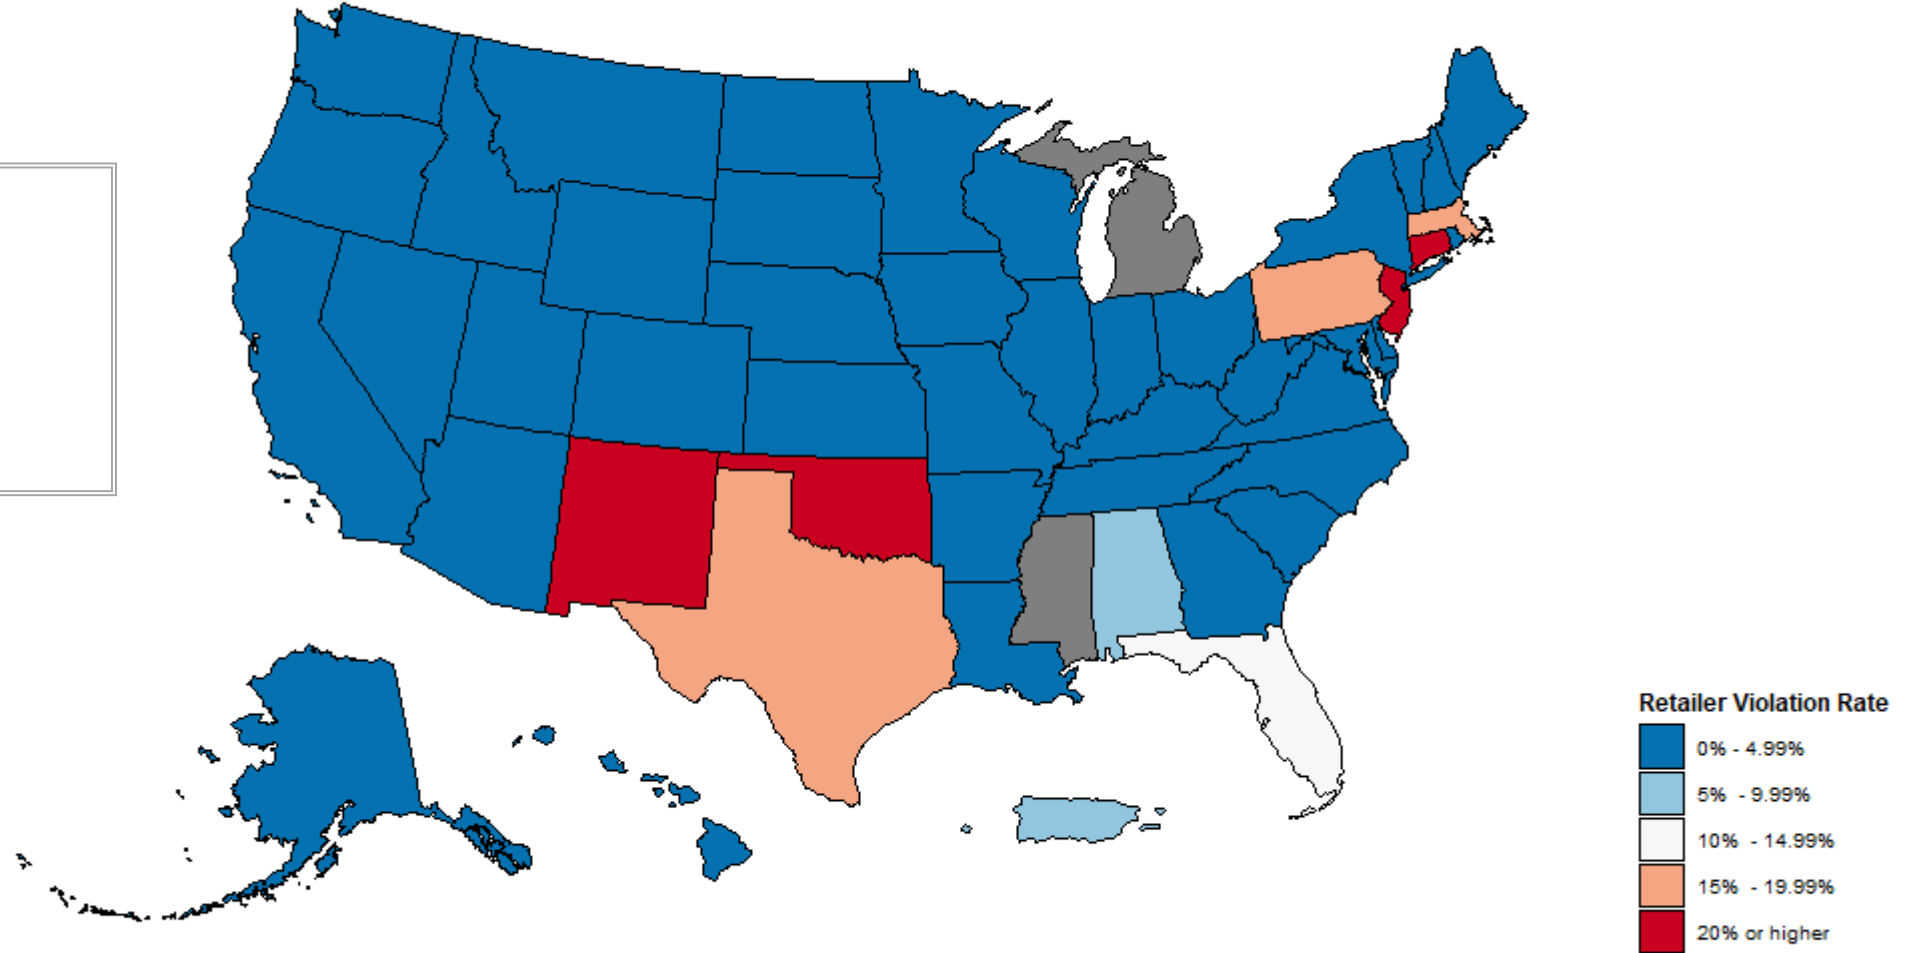 Retailer Violation Rate
0% - 4.99%
5% - 9.99%
10% - 14.99%
15% - 19.99%
20% or higher